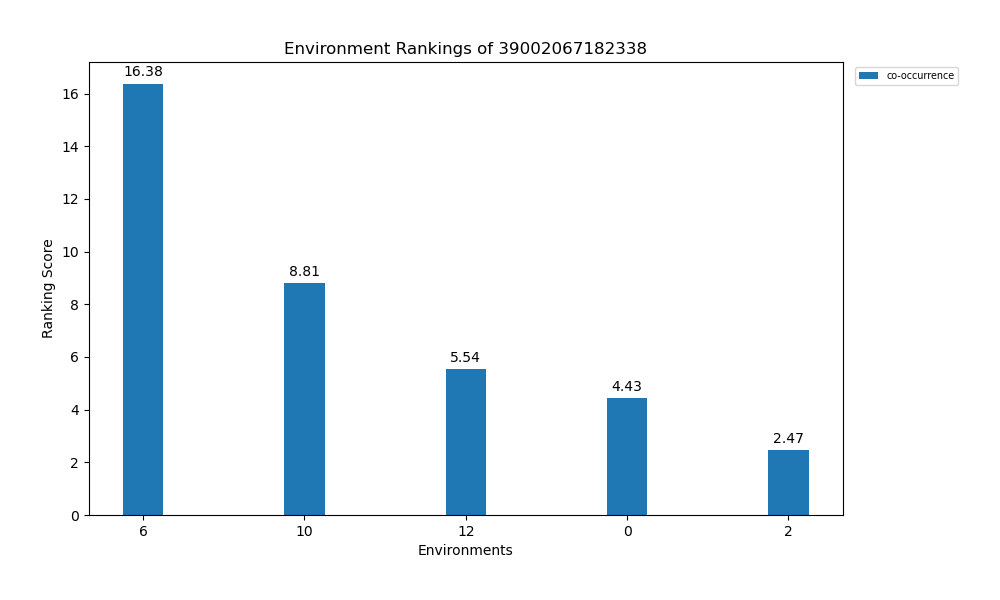 Environment Rankings of 39002067182338
co-occurrence
Ranking Score
16
14
12
10
8
6
4
2
0
16.38
8.81
5.54
4.43
2.47
6 10 12 0 2
Environments